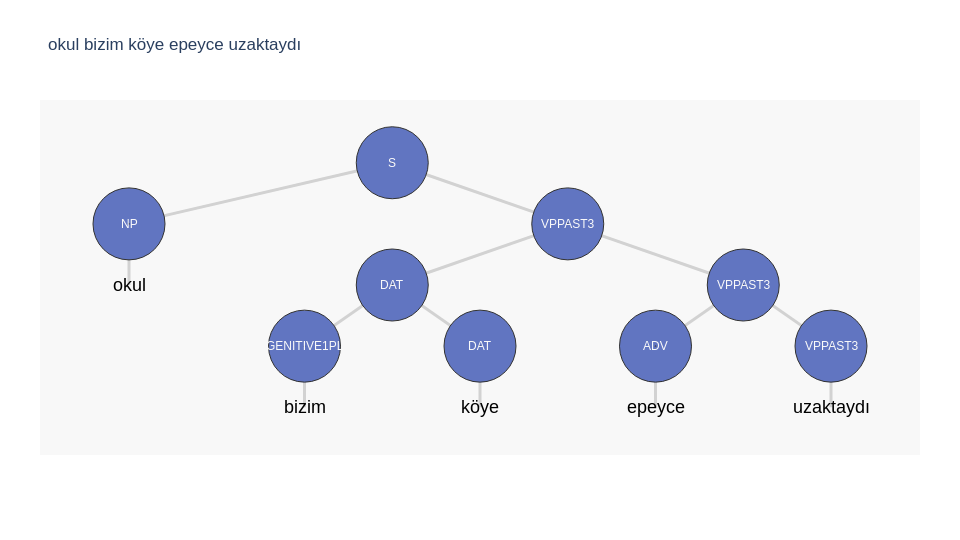 okul bizim köye epeyce uzaktaydı
S
NP
VPPAST3
okul
DAT
VPPAST3
GENITIVE1PL
DAT
ADV
VPPAST3
bizim
köye
epeyce
uzaktaydı